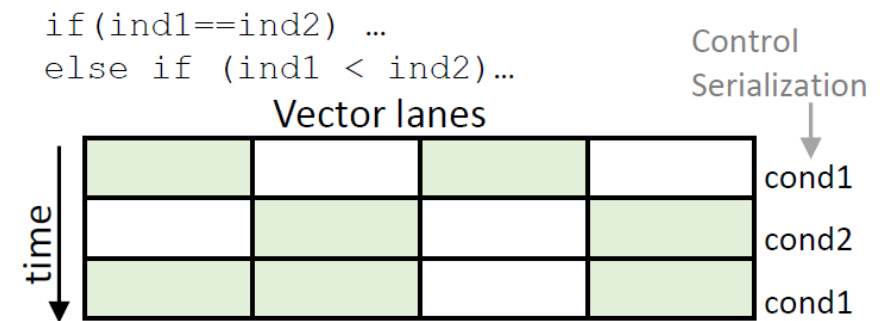 if(ind1==ind2) …
else if (ind1 < ind2)…
Control
Serialization
Vector lanes
time
cond1
cond2
cond1